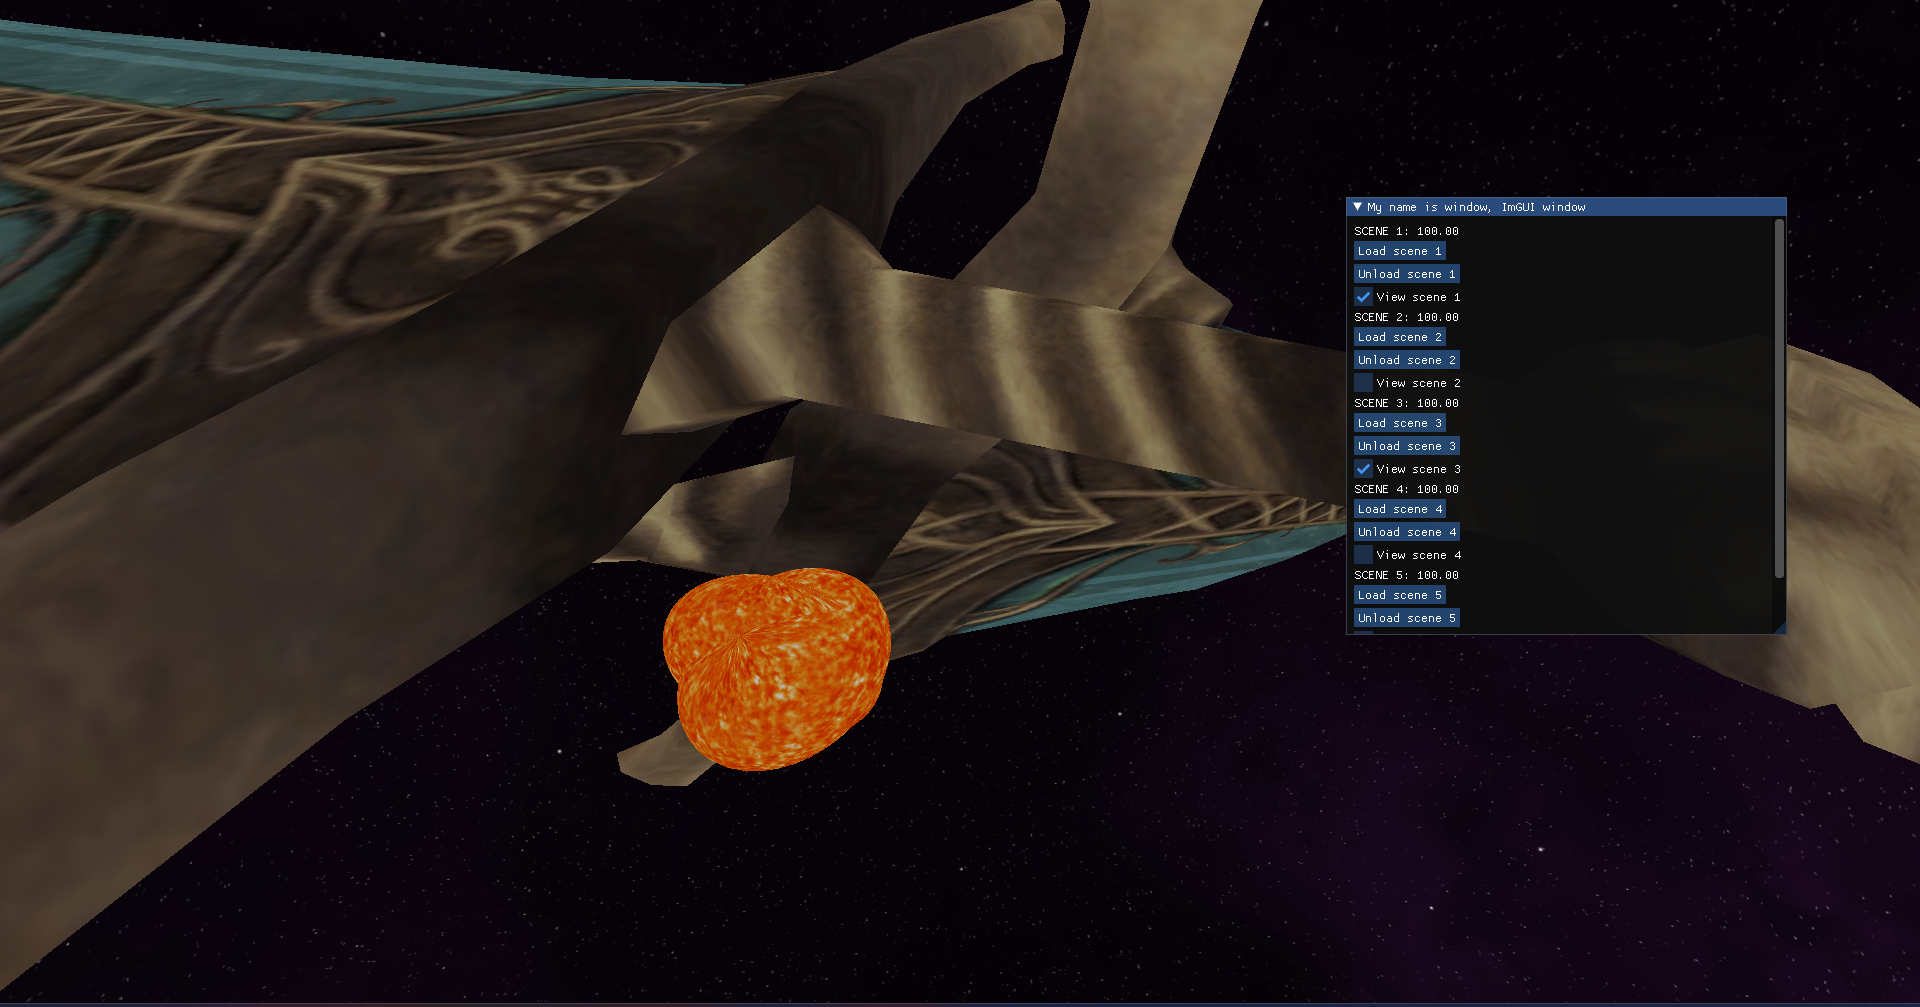 My name is window, ImGUI window
SCENE 1: 100.00
Load scene 1
Unload scene 1
View scene 1
SCENE 2: 100.00
Load scene 2
Unload scene 2
View scene 2
SCENE 3: 100.00
Load scene 3
Unload scene 3
View scene 3
SCENE 4: 100.00
Load scene 4
Unload scene 4
View scene 4
SCENE 5: 100.00
Load scene 5
Unload scene 5